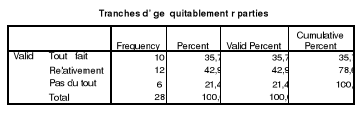 Tranches d' ge quitablement r parties
Frequency Percent Valid Percent Cumulative Percent
Valid Tout fait 10 35,7 35,7 35,
Relativement 12 42,9 42,9 78,6
Pas du tout 6 21,4 21,4 100,
Total 28 100, 100,